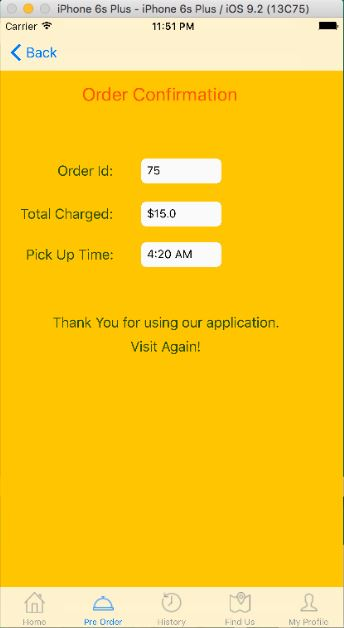 iPhone 6s Plus - iPhone 6s Plus / iOS 9.2 (13C75)
Carrier 11:51 PM
Back
Order Confirmation
Order Id: 75
Total Charged: $15.0
Pick Up Time: 4:20 AM
Thank You for using our application.
Visit Again!
Home Pre Order History Find Us My Profile